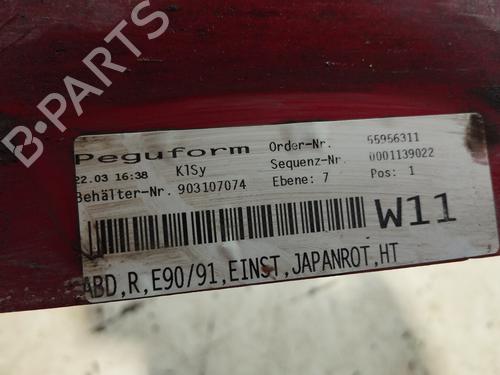 B-PARTS
Peguform Order-Nr. 55956311
22.03 16:38 KlSy Sequenz-Nr. 0001139022
Behälter-Nr. 903107074 Ebene: 7 Pos: 1
W11
ABD,R,E90/91,EINST,JAPANROT,HT